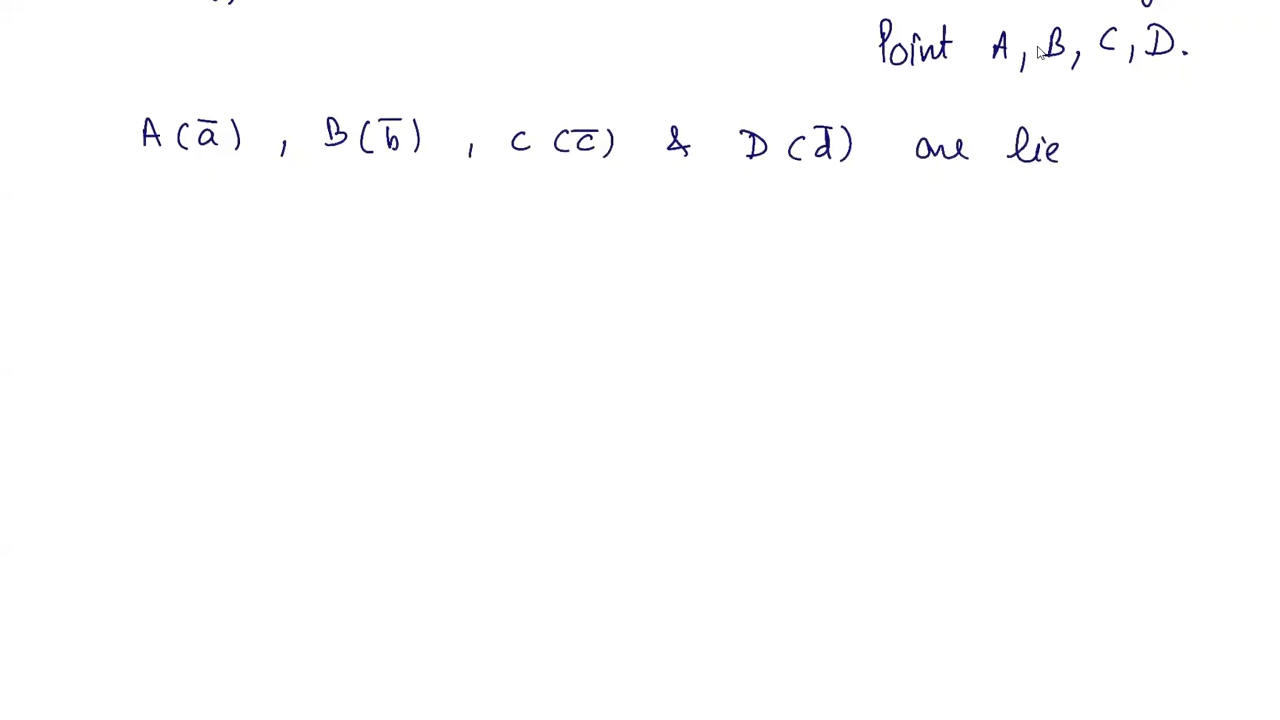 Point A, B, C, D.
A (a̅) , B (b̅) , C (c̅) & D (d̅) are lie